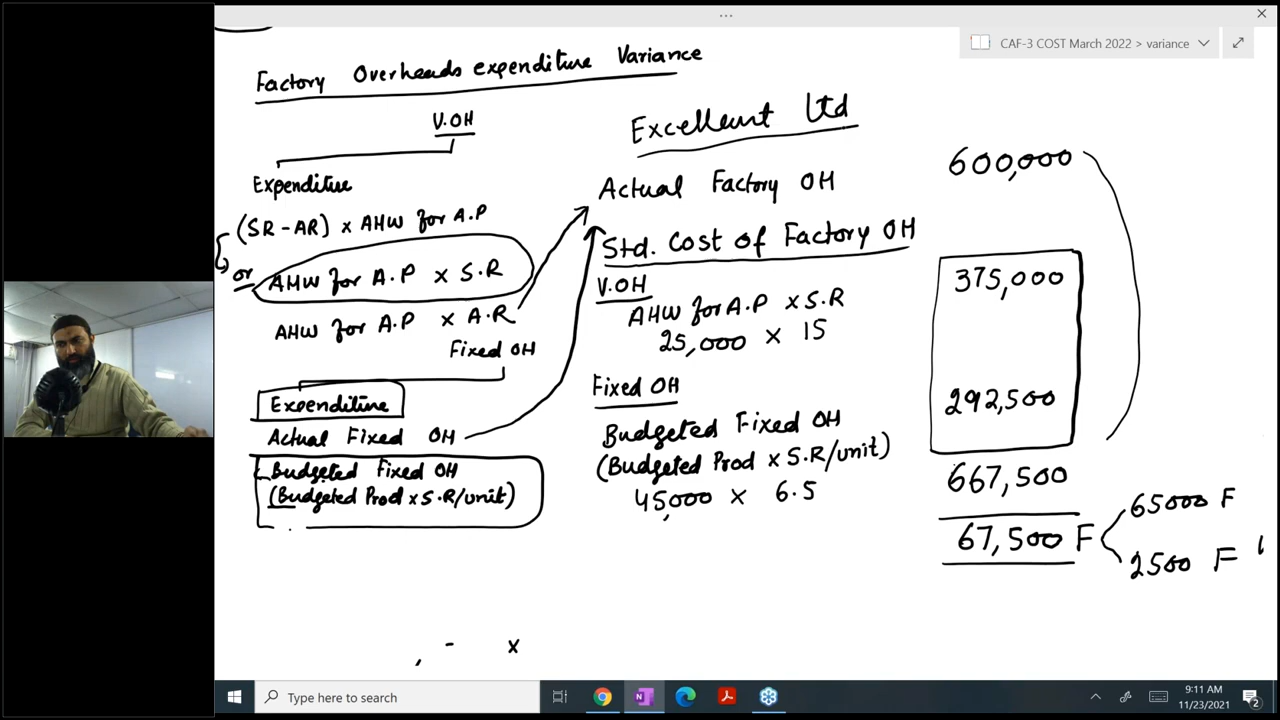 CAF-3 COST March 2022 > variance
Factory Overheads expenditure Variance
V.OH
Expenditure
(SR-AR) x AHW for A.P
or AHW for A.P x S.R
AHW for A.P x A.R
Fixed OH
Expenditure
Actual Fixed OH
Budgeted Fixed OH
(Budgeted Prod x S.R/unit)
Excellent Ltd
Actual Factory OH 600,000
Std. Cost of Factory OH
V.OH 375,000
AHW for A.P x S.R
25,000 x 15
Fixed OH 292,500
Budgeted Fixed OH
(Budgeted Prod x S.R/unit)
45,000 x 6.5
667,500
67,500 F
65000 F
2500 F
, - x
Type here to search
9:11 AM
11/23/2021
2